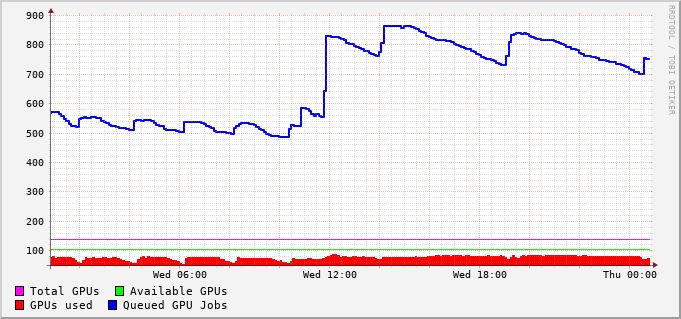 900
800
700
600
500
400
300
200
100
Wed 06:00 Wed 12:00 Wed 18:00 Thu 00:00
Total GPUs Available GPUs
GPUs used Queued GPU Jobs
RRDTOOL / TOBI OETIKER